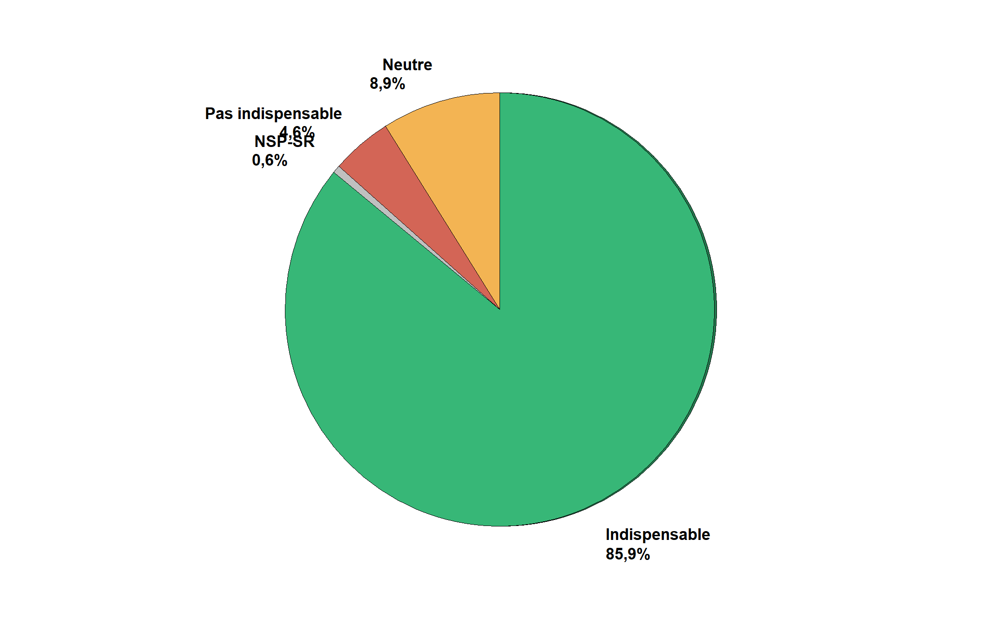 Neutre
8,9%
Pas indispensable
4,6%
NSP-SR
0,6%
Indispensable
85,9%